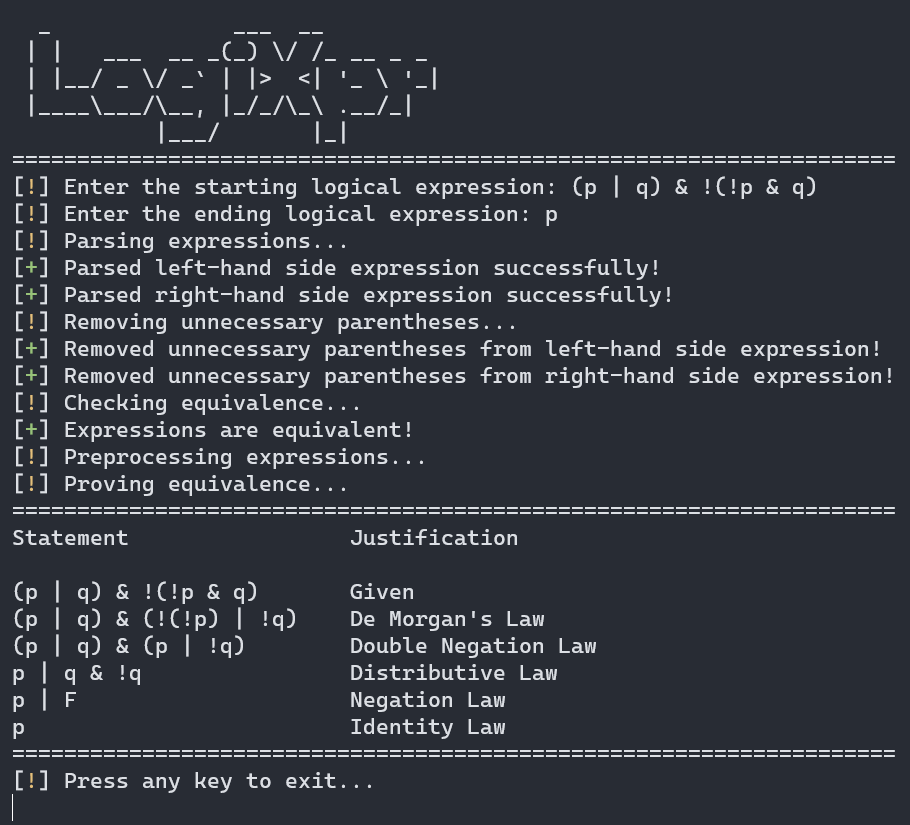 _              ___  __
 | |   ___  __ _(_) \/ /_ __ _ _
 | |__/ _ \/ _` | |>  <| '_ \ '_|
 |____\___/\__, |_/_/\_\ .__/_|
           |___/       |_|
====================================================================
[!] Enter the starting logical expression: (p | q) & !(!p & q)
[!] Enter the ending logical expression: p
[!] Parsing expressions...
[+] Parsed left-hand side expression successfully!
[+] Parsed right-hand side expression successfully!
[!] Removing unnecessary parentheses...
[+] Removed unnecessary parentheses from left-hand side expression!
[+] Removed unnecessary parentheses from right-hand side expression!
[!] Checking equivalence...
[+] Expressions are equivalent!
[!] Preprocessing expressions...
[!] Proving equivalence...
====================================================================
Statement                 Justification

(p | q) & !(!p & q)       Given
(p | q) & (!(!p) | !q)    De Morgan's Law
(p | q) & (p | !q)        Double Negation Law
p | q & !q                Distributive Law
p | F                     Negation Law
p                         Identity Law
====================================================================
[!] Press any key to exit...